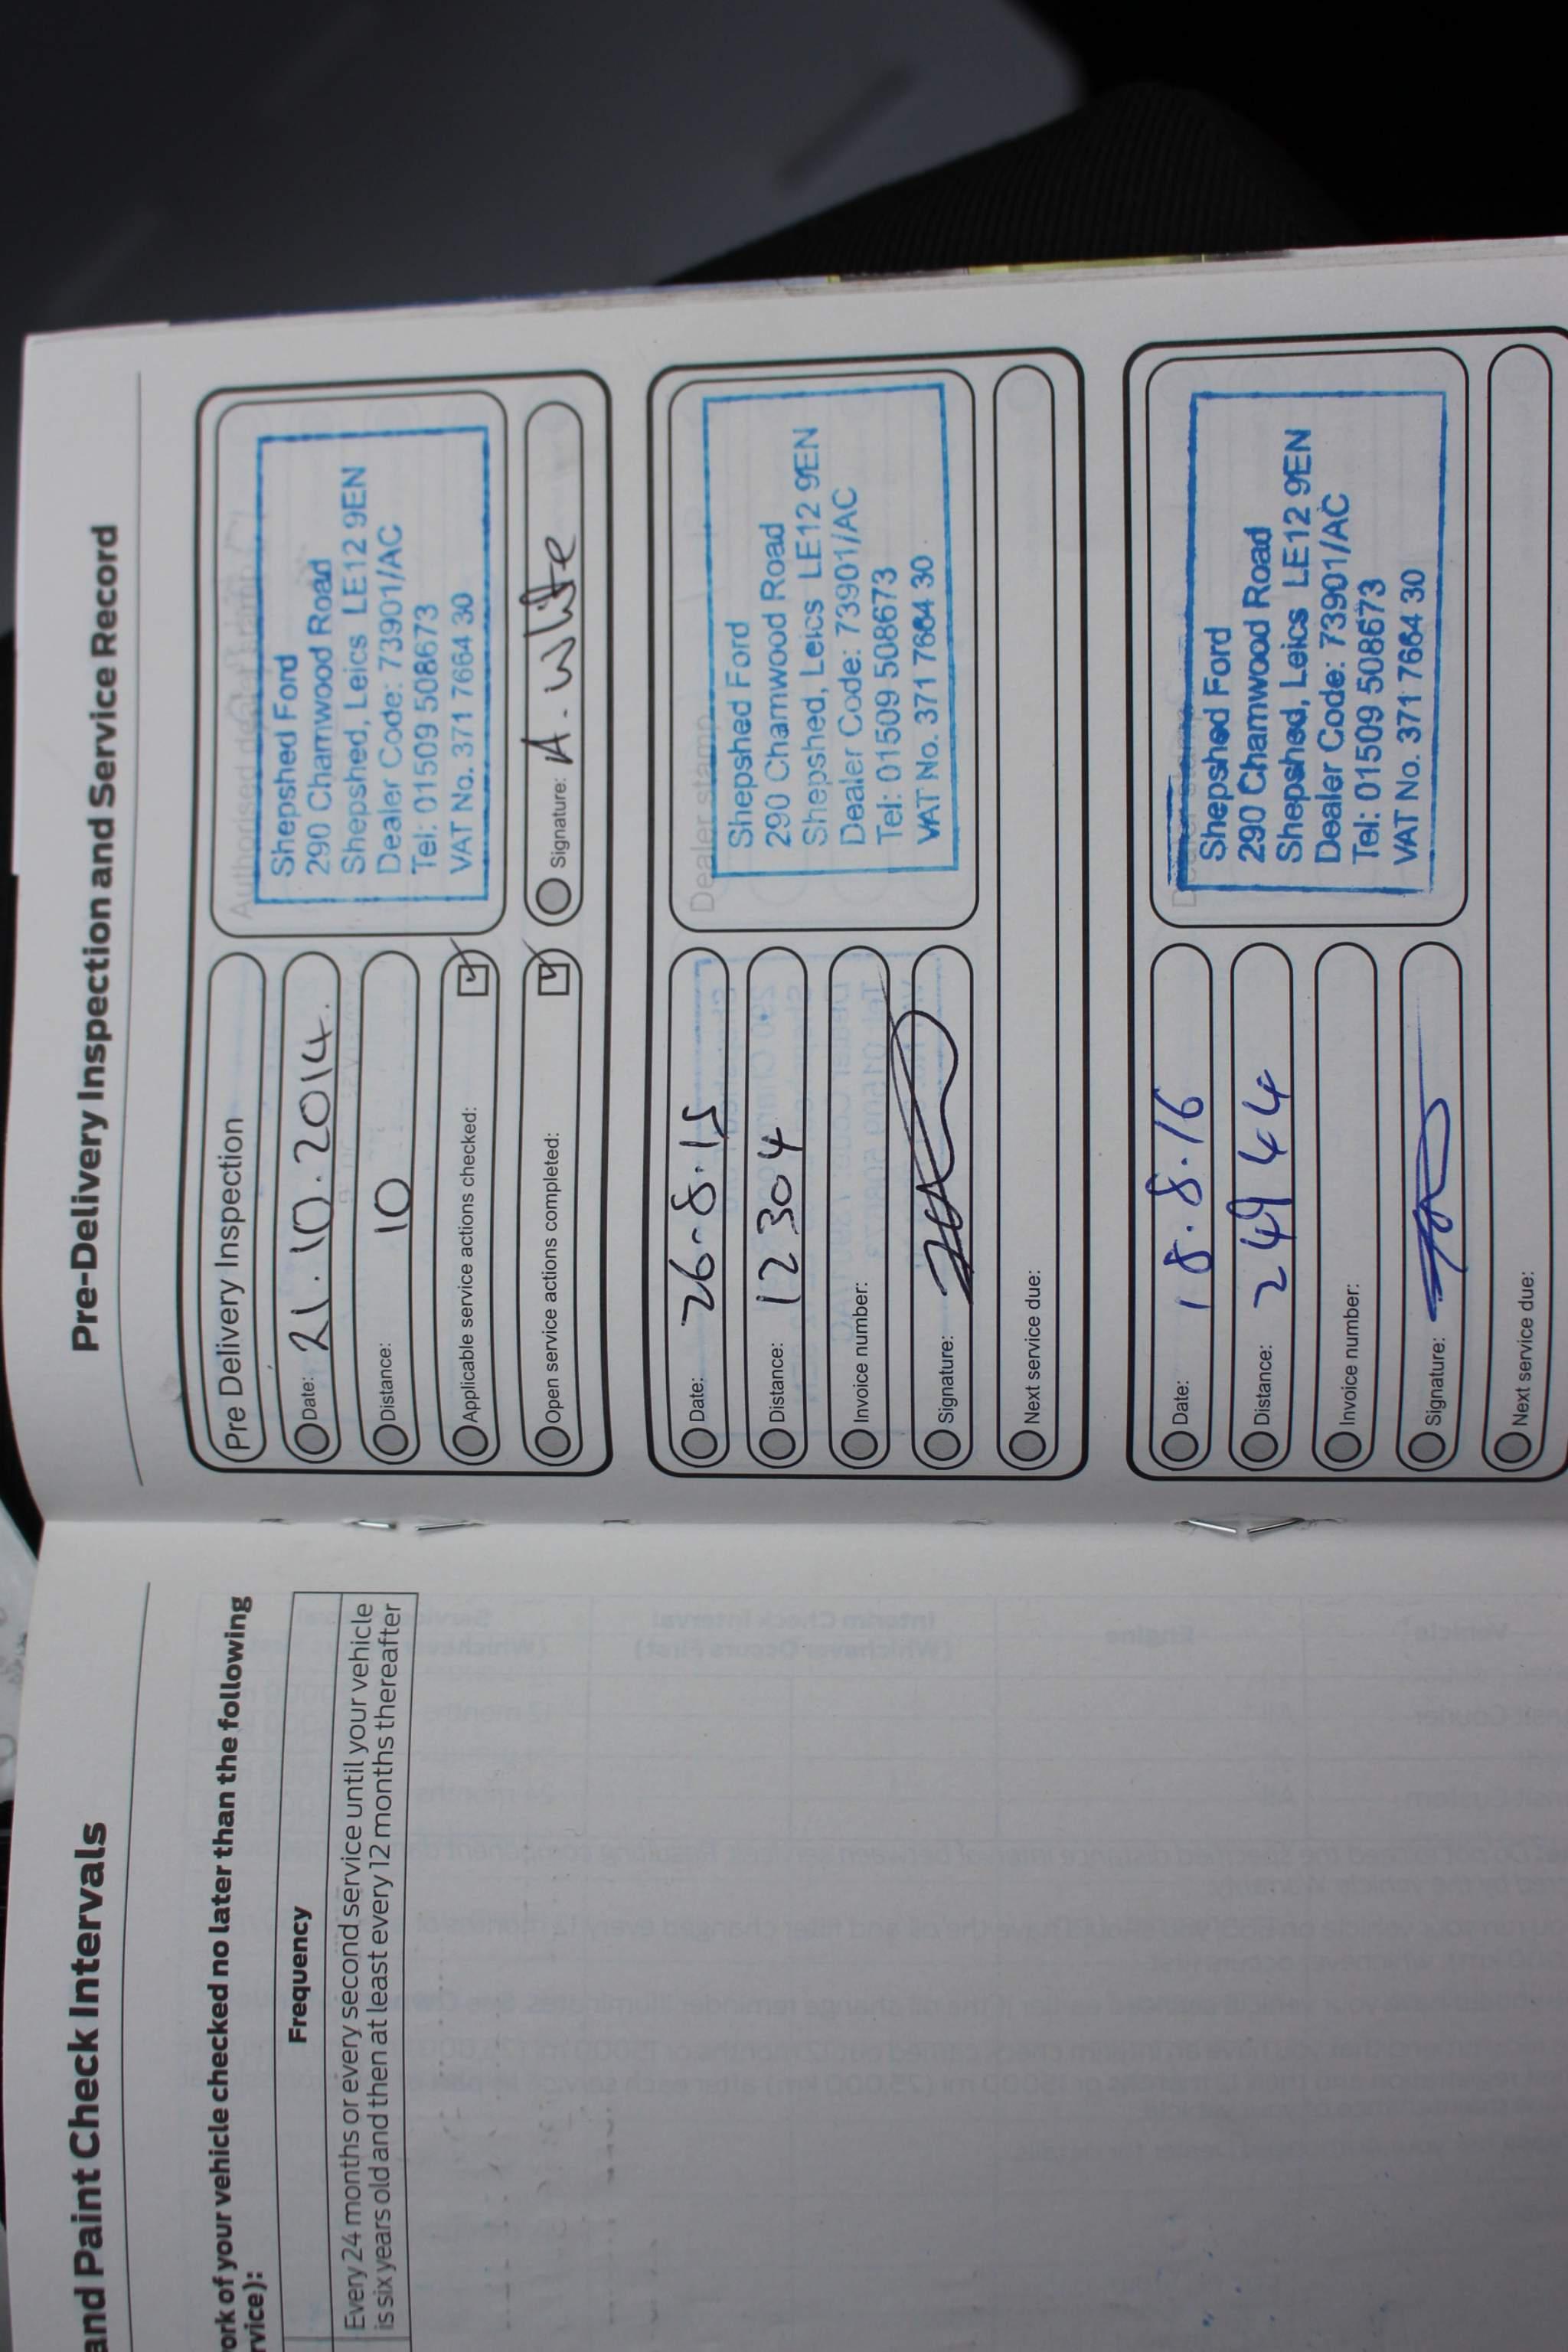 and Paint Check Intervals
ork of your vehicle checked no later than the following
rvice):
Frequency
Every 24 months or every second service until your vehicle
is six years old and then at least every 12 months thereafter
Pre-Delivery Inspection and Service Record
Pre Delivery Inspection
Date: 21.10.2014.
Distance: 10
Applicable service actions checked:
Open service actions completed:
Shepshed Ford
290 Charnwood Road
Shepshed, Leics LE12 9EN
Dealer Code: 73901/AC
Tel: 01509 508673
VAT No. 371 7664 30
Signature: A. White
Date: 26-8-15
Distance: 12304
Invoice number:
Signature:
Next service due:
Dealer stamp
Shepshed Ford
290 Charnwood Road
Shepshed, Leics LE12 9EN
Dealer Code: 73901/AC
Tel: 01509 508673
VAT No. 371 7664 30
Date: 18.8.16
Distance: 24944
Invoice number:
Signature:
Next service due:
Shepshed Ford
290 Charnwood Road
Shepshed, Leics LE12 9EN
Dealer Code: 73901/AC
Tel: 01509 508673
VAT No. 371 7664 30